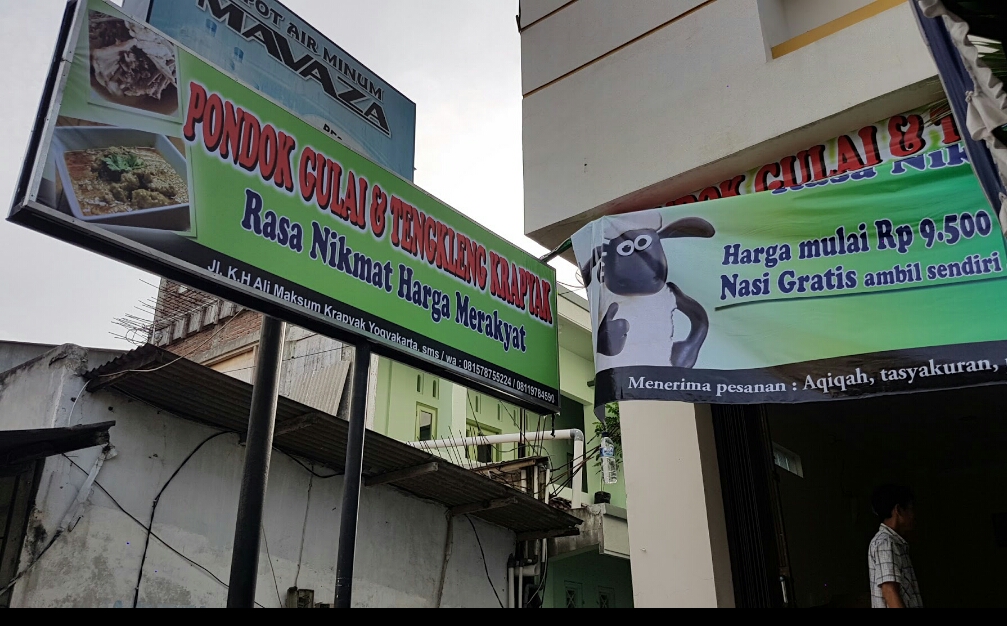 AIR MINUM
MAVAZA
PONDOK GULAI & TENGKLENG KRAPYAK
Rasa Nikmat Harga Merakyat
Jl. K.H Ali Maksum Krapyak Yogyakarta, sms / wa : 081578755224 / 08119784590
GULAI &
Harga mulai Rp 9.500
Nasi Gratis ambil sendiri
Menerima pesanan : Aqiqah, tasyakuran,